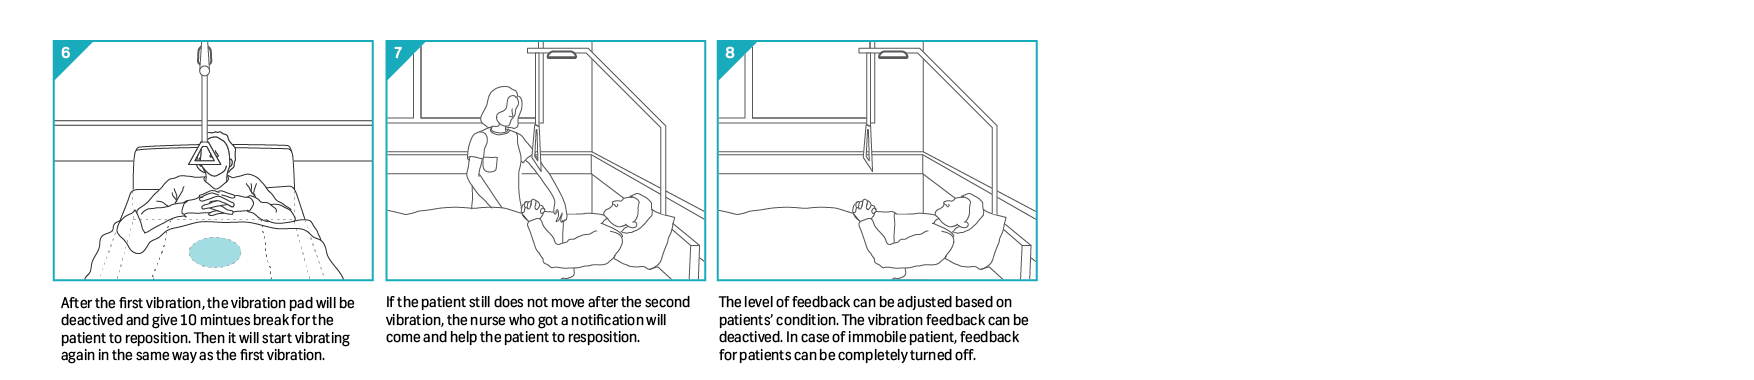 6
After the first vibration, the vibration pad will be
deactived and give 10 mintues break for the
patient to reposition. Then it will start vibrating
again in the same way as the first vibration.
7
If the patient still does not move after the second
vibration, the nurse who got a notification will
come and help the patient to resposition.
8
The level of feedback can be adjusted based on
patients' condition. The vibration feedback can be
deactived. In case of immobile patient, feedback
for patients can be completely turned off.